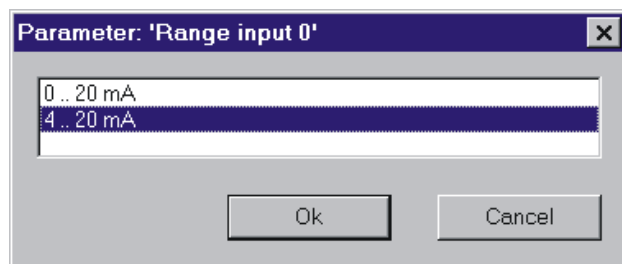 Parameter: 'Range input 0'
0 .. 20 mA
4 .. 20 mA
Ok
Cancel